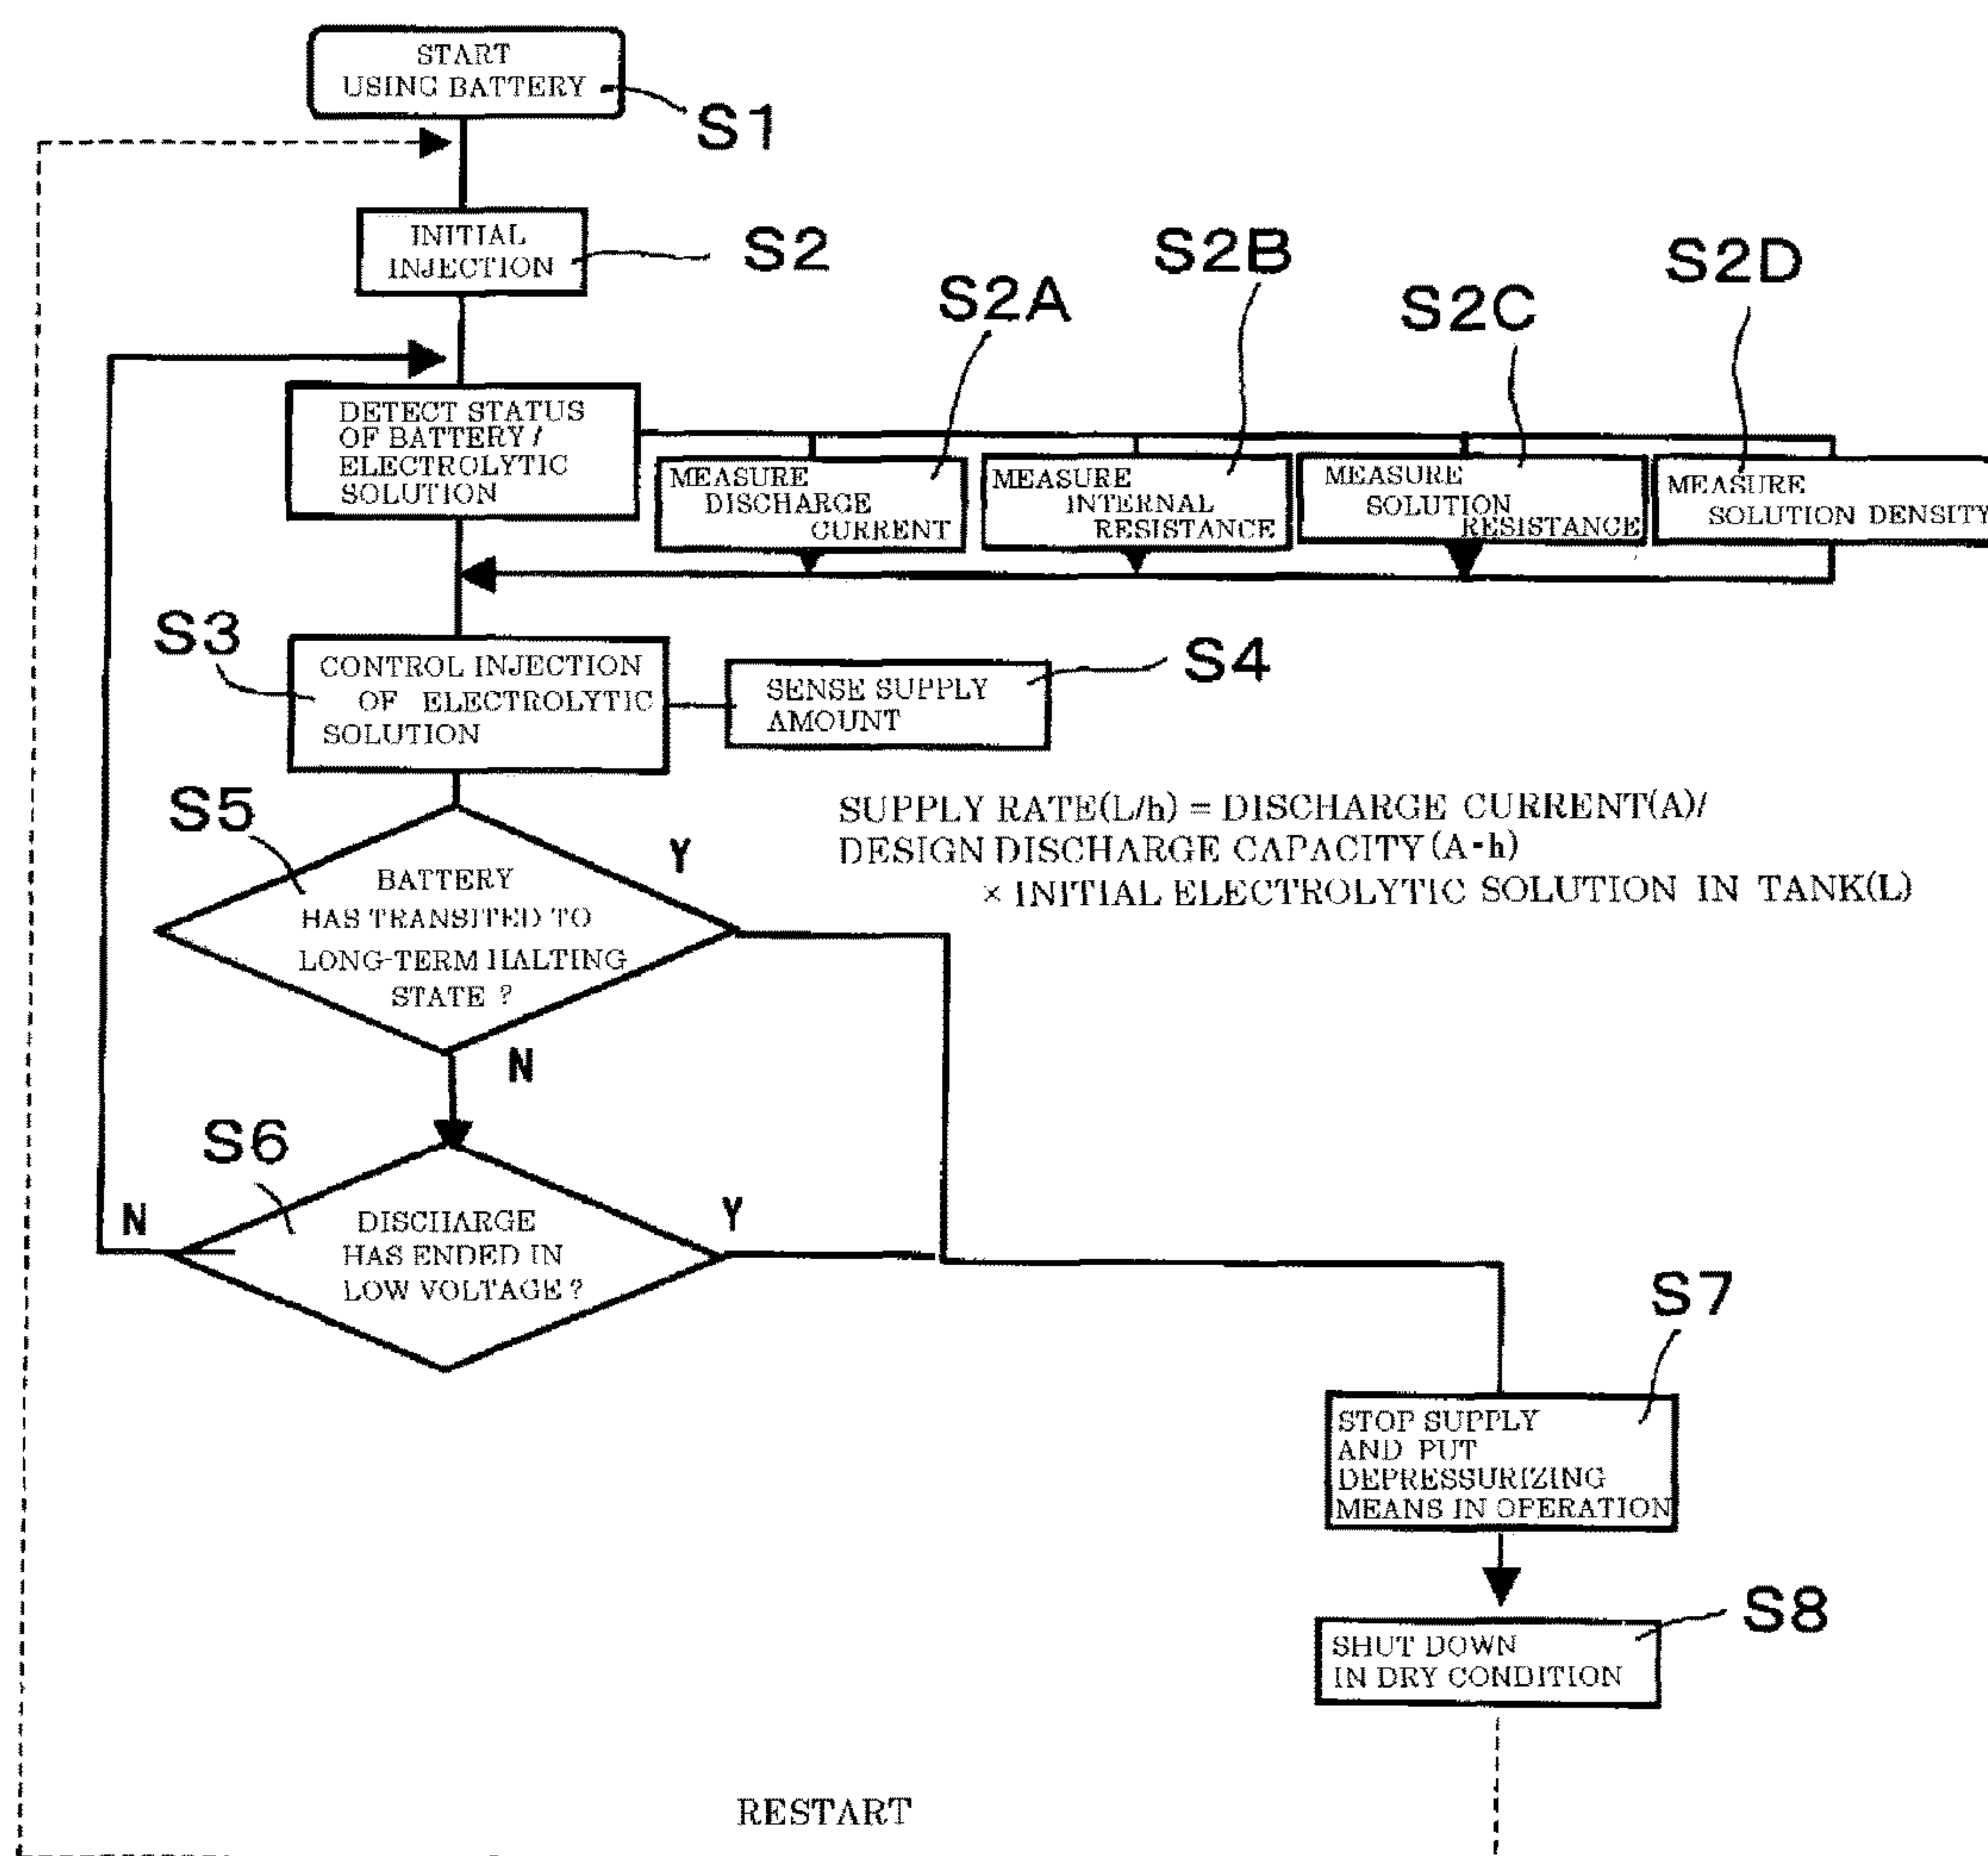 START
USING BATTERY
S1
INITIAL
INJECTION
S2
S2A
S2B
S2C
S2D
DETECT STATUS
OF BATTERY/
ELECTROLYTIC
SOLUTION
MEASURE
DISCHARGE
CURRENT
MEASURE
INTERNAL
RESISTANCE
MEASURE
SOLUTION
RESISTANCE
MEASURE
SOLUTION DENSITY
S3
CONTROL INJECTION
OF ELECTROLYTIC
SOLUTION
SENSE SUPPLY
AMOUNT
S4
SUPPLY RATE(L/h) = DISCHARGE CURRENT(A)/
DESIGN DISCHARGE CAPACITY(A-h)
× INITIAL ELECTROLYTIC SOLUTION IN TANK(L)
S5
BATTERY
HAS TRANSITED TO
LONG-TERM HALTING
STATE ?
Y
N
S6
DISCHARGE
HAS ENDED IN
LOW VOLTAGE ?
N
Y
S7
STOP SUPPLY
AND PUT
DEPRESSURIZING
MEANS IN OPERATION
S8
SHUT DOWN
IN DRY CONDITION
RESTART